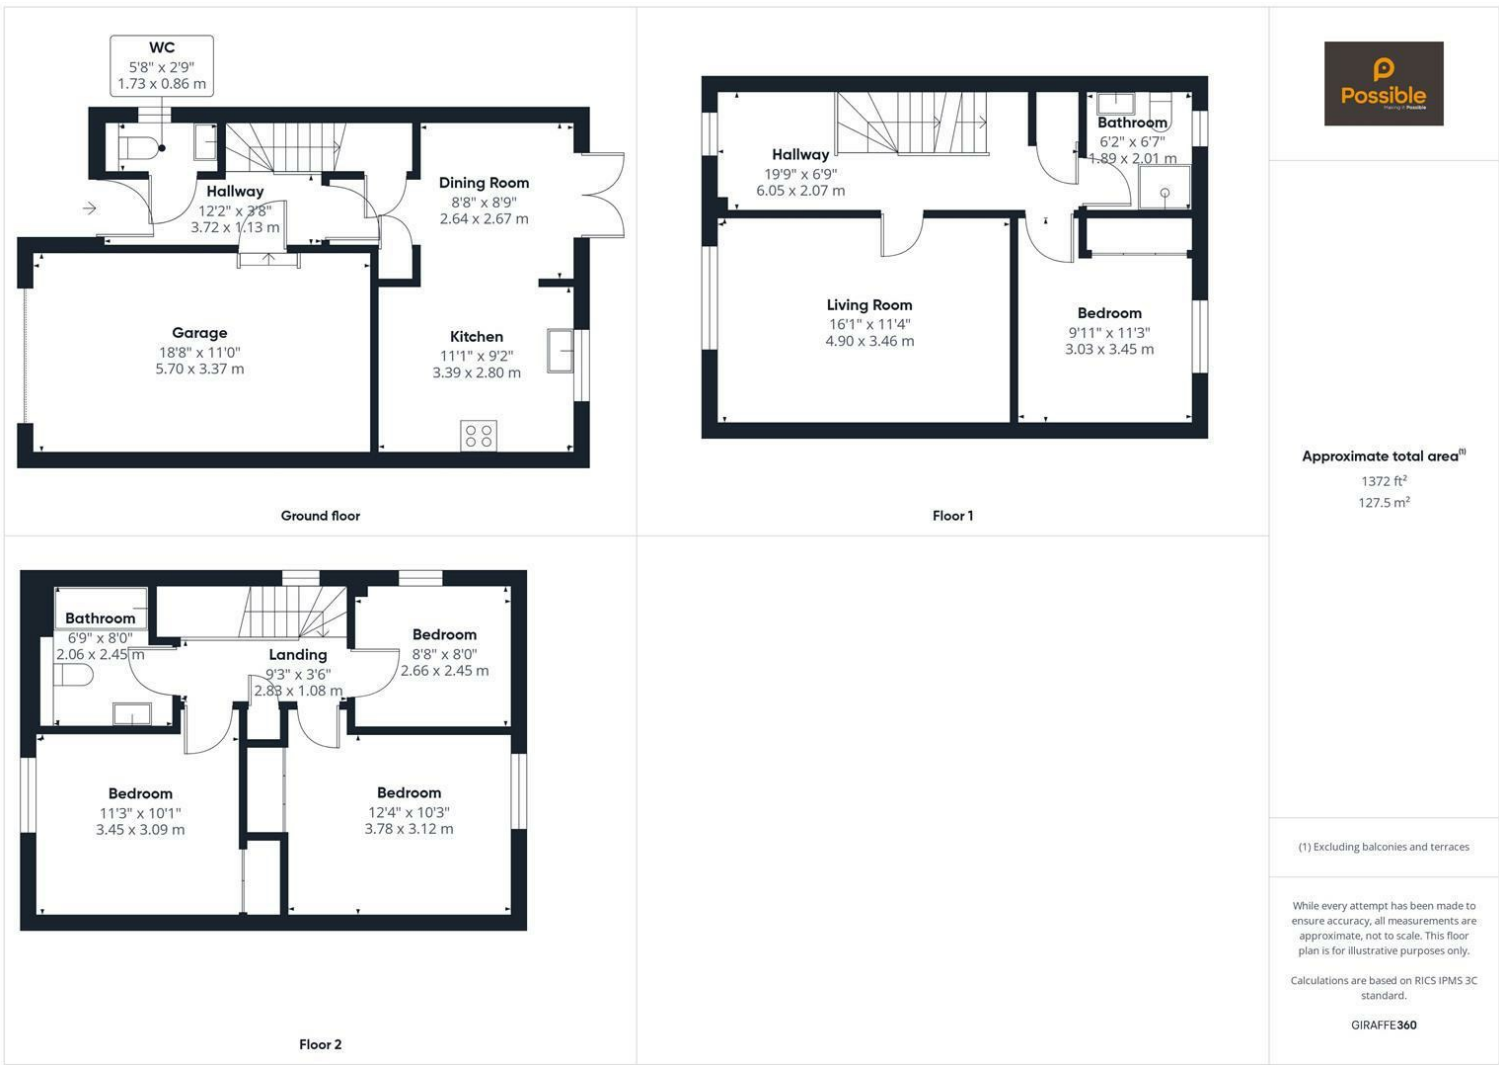 WC
5'8" x 2'9"
1.73 x 0.86 m
Hallway
12'2" x 3'8"
3.72 x 1.13 m
Dining Room
8'8" x 8'9"
2.64 x 2.67 m
Garage
18'8" x 11'0"
5.70 x 3.37 m
Kitchen
11'1" x 9'2"
3.39 x 2.80 m
Ground floor
Hallway
19'9" x 6'9"
6.05 x 2.07 m
Bathroom
6'2" x 6'7"
1.89 x 2.01 m
Living Room
16'1" x 11'4"
4.90 x 3.46 m
Bedroom
9'11" x 11'3"
3.03 x 3.45 m
Floor 1
Bathroom
6'9" x 8'0"
2.06 x 2.45 m
Landing
9'3" x 3'6"
2.83 x 1.08 m
Bedroom
8'8" x 8'0"
2.66 x 2.45 m
Bedroom
11'3" x 10'1"
3.45 x 3.09 m
Bedroom
12'4" x 10'3"
3.78 x 3.12 m
Floor 2
Possible
Making it Possible
Approximate total area(1)
1372 ft²
127.5 m²
(1) Excluding balconies and terraces
While every attempt has been made to
ensure accuracy, all measurements are
approximate, not to scale. This floor
plan is for illustrative purposes only.
Calculations are based on RICS IPMS 3C
standard.
GIRAFFE360